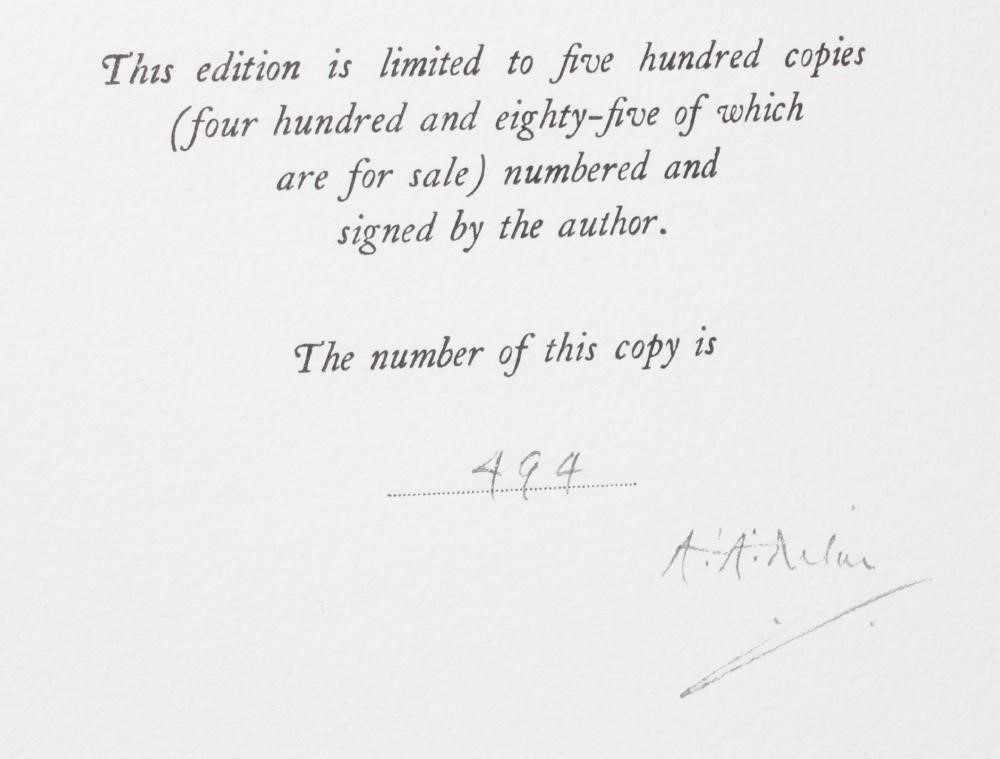 This edition is limited to five hundred copies
(four hundred and eighty-five of which
are for sale) numbered and
signed by the author.
The number of this copy is
494
A. A. Milne